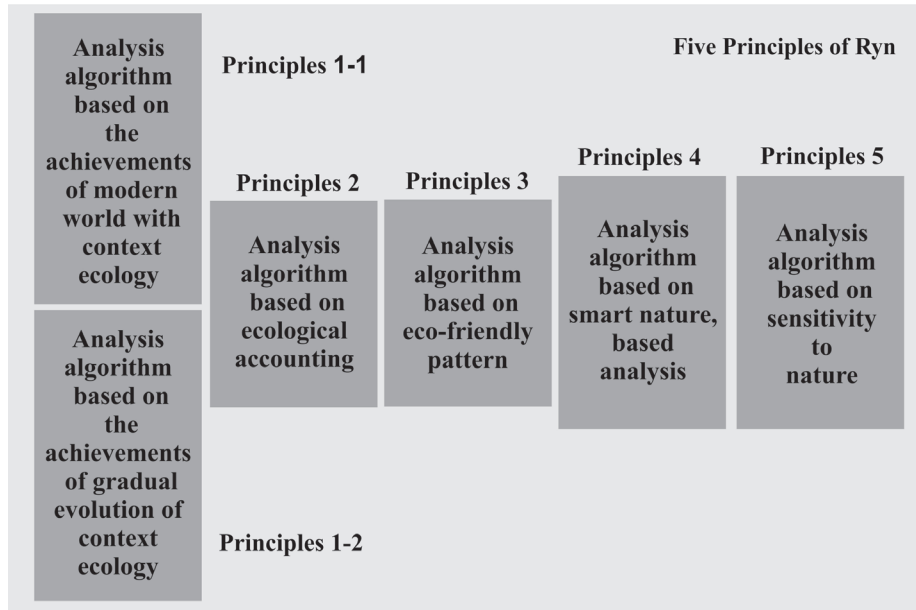 Five Principles of Ryn
Principles 1-1
Analysis
algorithm
based on
the
achievements
of modern
world with
context
ecology
Analysis
algorithm
based on
the
achievements
of gradual
evolution of
context
ecology
Principles 1-2
Principles 2
Analysis
algorithm
based on
ecological
accounting
Principles 3
Analysis
algorithm
based on
eco-friendly
pattern
Principles 4
Analysis
algorithm
based on
smart nature,
based
analysis
Principles 5
Analysis
algorithm
based on
sensitivity
to
nature